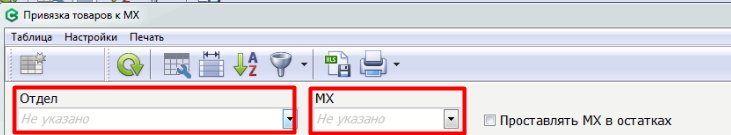 Привязка товаров к МХ
Таблица Настройки Печать
Отдел МХ
Не указано Не указано Проставлять МХ в остатках